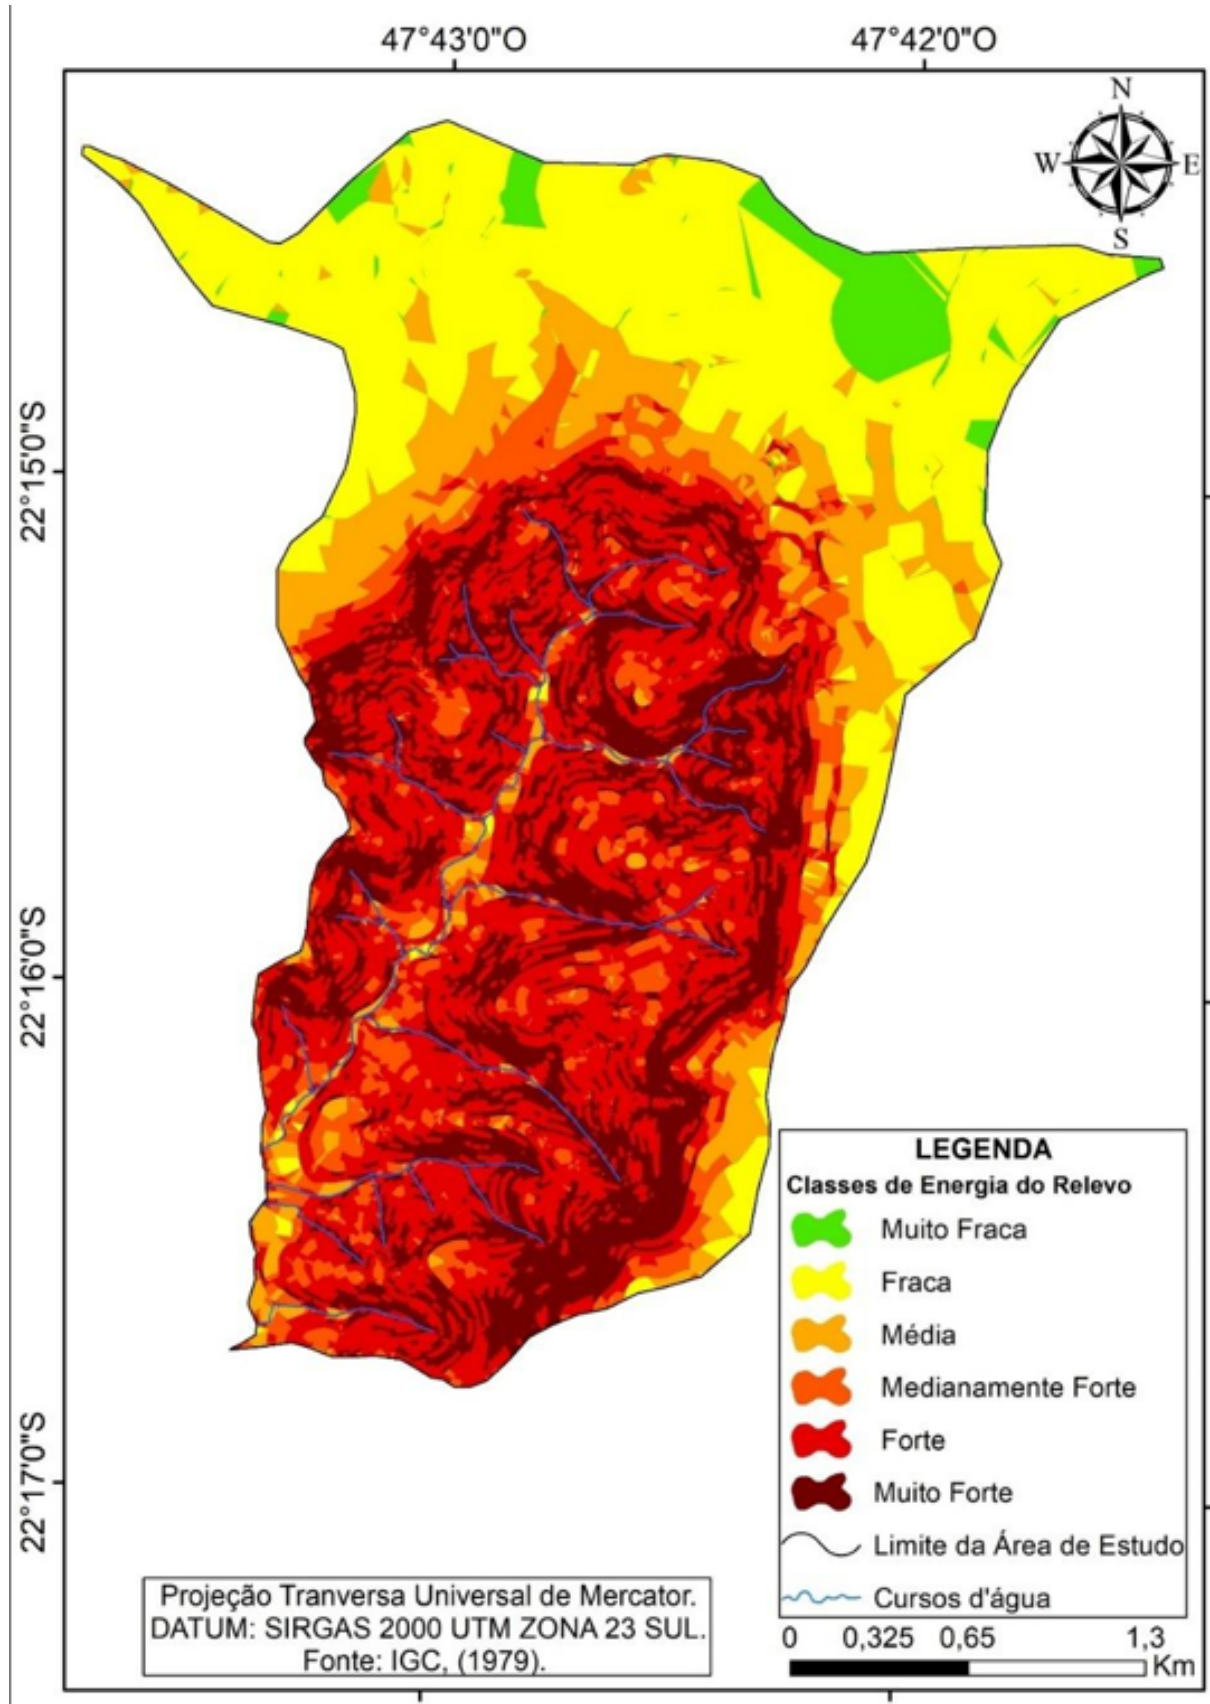 47°43'0"O
47°42'0"O
N
W
E
S
22°15'0"S
22°16'0"S
22°17'0"S
LEGENDA
Classes de Energia do Relevo
Muito Fraca
Fraca
Média
Medianamente Forte
Forte
Muito Forte
Limite da Área de Estudo
Cursos d'água
Projeção Tranversa Universal de Mercator.
DATUM: SIRGAS 2000 UTM ZONA 23 SUL.
Fonte: IGC, (1979).
0 0,325 0,65 1,3
Km